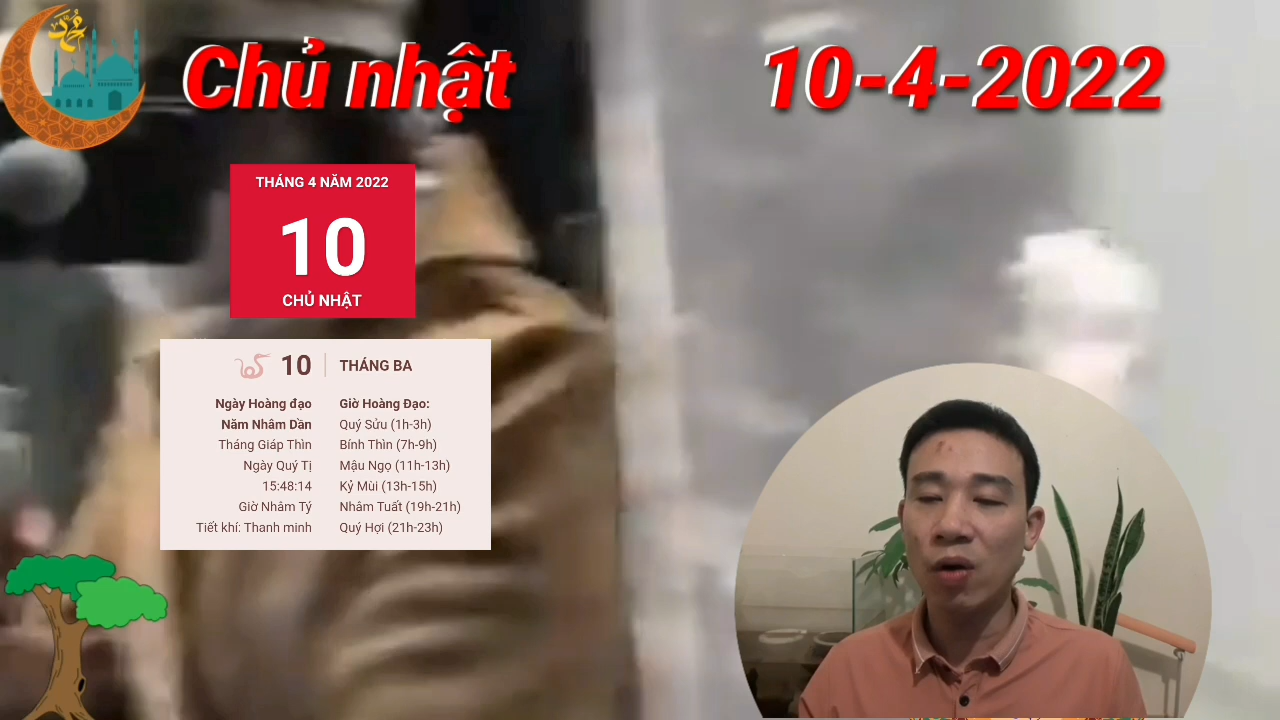 Chủ nhật 10-4-2022
THÁNG 4 NĂM 2022
10
CHỦ NHẬT
10 THÁNG BA
Ngày Hoàng đạo
Năm Nhâm Dần
Tháng Giáp Thìn
Ngày Quý Tị
15:48:14
Giờ Nhâm Tý
Tiết khí: Thanh minh
Giờ Hoàng Đạo:
Quý Sửu (1h-3h)
Bính Thìn (7h-9h)
Mậu Ngọ (11h-13h)
Kỷ Mùi (13h-15h)
Nhâm Tuất (19h-21h)
Quý Hợi (21h-23h)